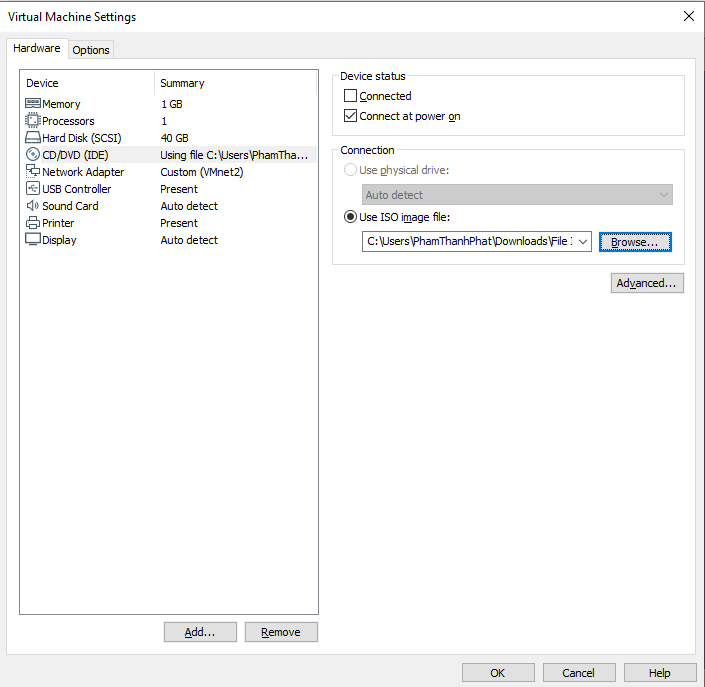 Virtual Machine Settings
Hardware Options
Device Summary
Memory 1 GB
Processors 1
Hard Disk (SCSI) 40 GB
CD/DVD (IDE) Using file C:\Users\PhamTha...
Network Adapter Custom (VMnet2)
USB Controller Present
Sound Card Auto detect
Printer Present
Display Auto detect
Add... Remove
Device status
Connected
Connect at power on
Connection
Use physical drive:
Auto detect
Use ISO image file:
C:\Users\PhamThanhPhat\Downloads\File Browse...
Advanced...
OK Cancel Help